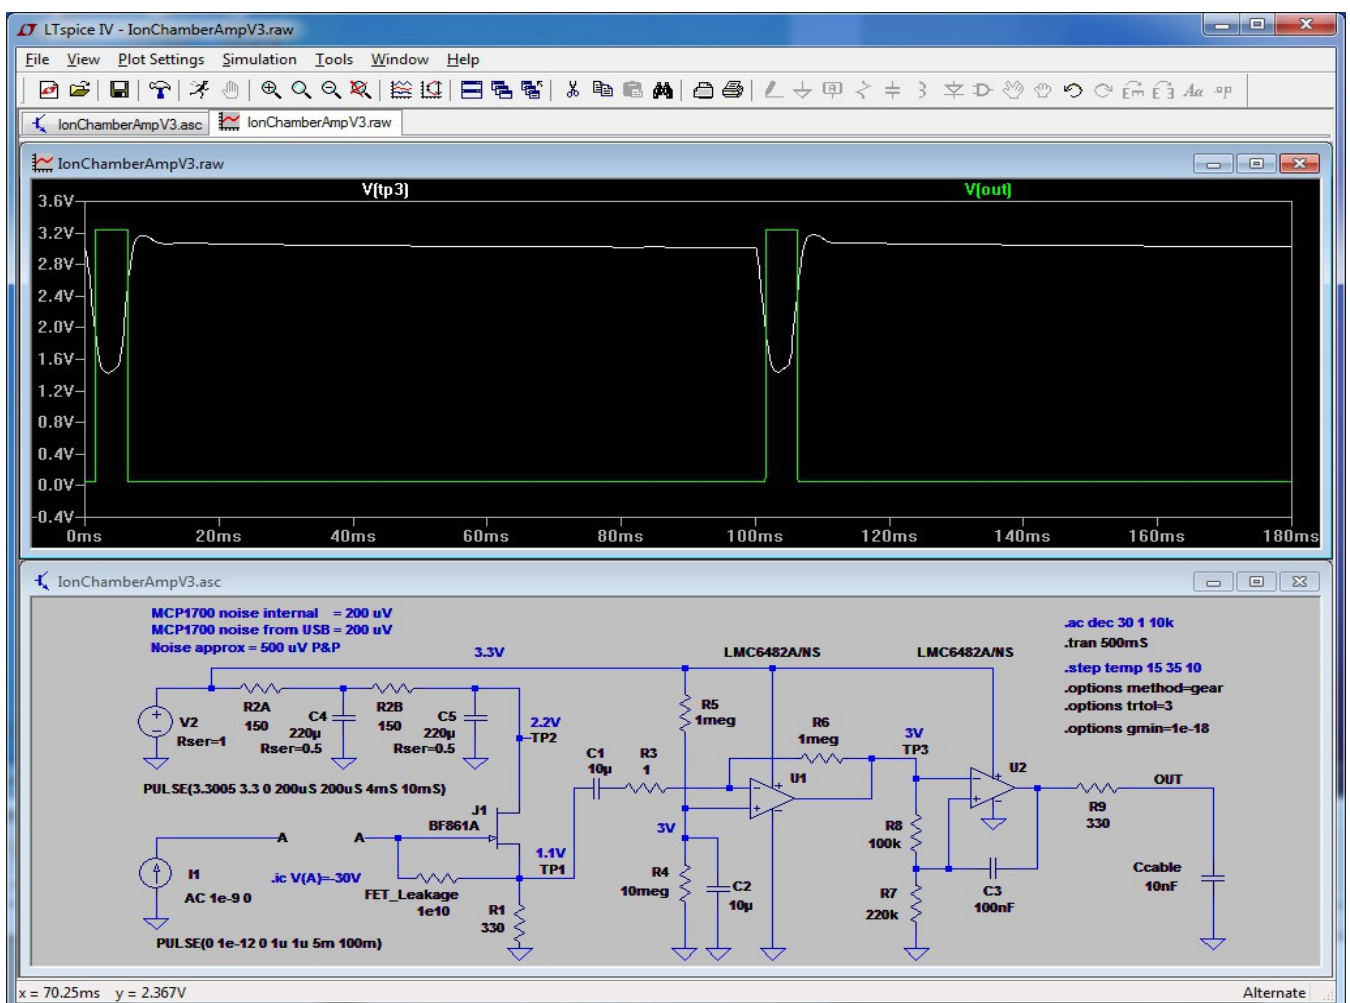 LTspice IV - IonChamberAmpV3.raw
File View Plot Settings Simulation Tools Window Help
IonChamberAmpV3.asc IonChamberAmpV3.raw
IonChamberAmpV3.raw
V(tp3) V(out)
3.6V
3.2V
2.8V
2.4V
2.0V
1.6V
1.2V
0.8V
0.4V
0.0V
-0.4V
0ms 20ms 40ms 60ms 80ms 100ms 120ms 140ms 160ms 180ms
IonChamberAmpV3.asc
MCP1700 noise internal = 200 uV
MCP1700 noise from USB = 200 uV
Noise approx = 500 uV P&P
3.3V
LMC6482A/NS
LMC6482A/NS
.ac dec 30 1 10k
.tran 500mS
.step temp 15 35 10
.options method=gear
.options trtol=3
.options gmin=1e-18
V2
Rser=1
R2A
150
C4
220µ
Rser=0.5
R2B
150
C5
220µ
Rser=0.5
2.2V
TP2
R5
1meg
R6
1meg
C1
10µ
R3
1
U1
3V
TP3
U2
OUT
R9
330
PULSE(3.3005 3.3 0 200uS 200uS 4mS 10mS)
J1
BF861A
A A
3V
R8
100k
1.1V
TP1
I1
AC 1e-9 0
.ic V(A)=-30V
FET_Leakage
1e10
R1
330
R4
10meg
C2
10µ
R7
220k
C3
100nF
Ccable
10nF
PULSE(0 1e-12 0 1u 1u 5m 100m)
x = 70.25ms y = 2.367V Alternate